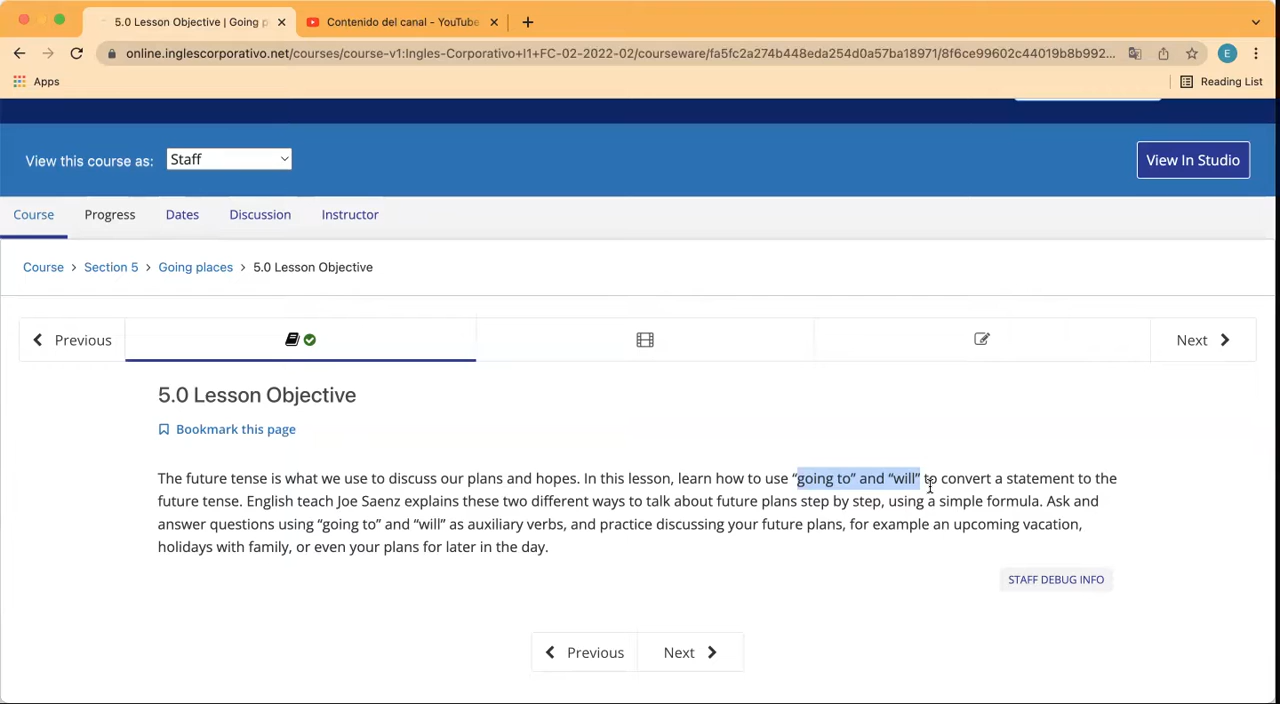 5.0 Lesson Objective | Going p
Contenido del canal - YouTube
online.inglescorporativo.net/courses/course-v1:Ingles-Corporativo+I1+FC-02-2022-02/courseware/fa5fc2a274b448eda254d0a57ba18971/8f6ce99602c44019b8b992...
E
Apps
Reading List
View this course as:
Staff
View In Studio
Course
Progress
Dates
Discussion
Instructor
Course > Section 5 > Going places > 5.0 Lesson Objective
Previous
Next
5.0 Lesson Objective
Bookmark this page
The future tense is what we use to discuss our plans and hopes. In this lesson, learn how to use “going to” and “will” to convert a statement to the
future tense. English teach Joe Saenz explains these two different ways to talk about future plans step by step, using a simple formula. Ask and
answer questions using “going to” and “will” as auxiliary verbs, and practice discussing your future plans, for example an upcoming vacation,
holidays with family, or even your plans for later in the day.
STAFF DEBUG INFO
Previous
Next